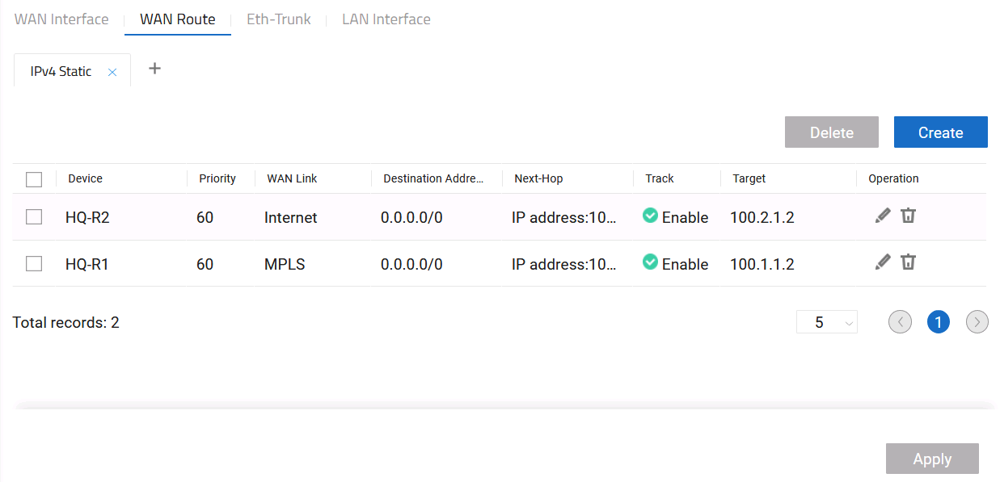 WAN Interface WAN Route Eth-Trunk LAN Interface
IPv4 Static × +
Delete Create
Device Priority WAN Link Destination Addre... Next-Hop Track Target Operation
HQ-R2 60 Internet 0.0.0.0/0 IP address:10... Enable 100.2.1.2
HQ-R1 60 MPLS 0.0.0.0/0 IP address:10... Enable 100.1.1.2
Total records: 2 5 1
Apply